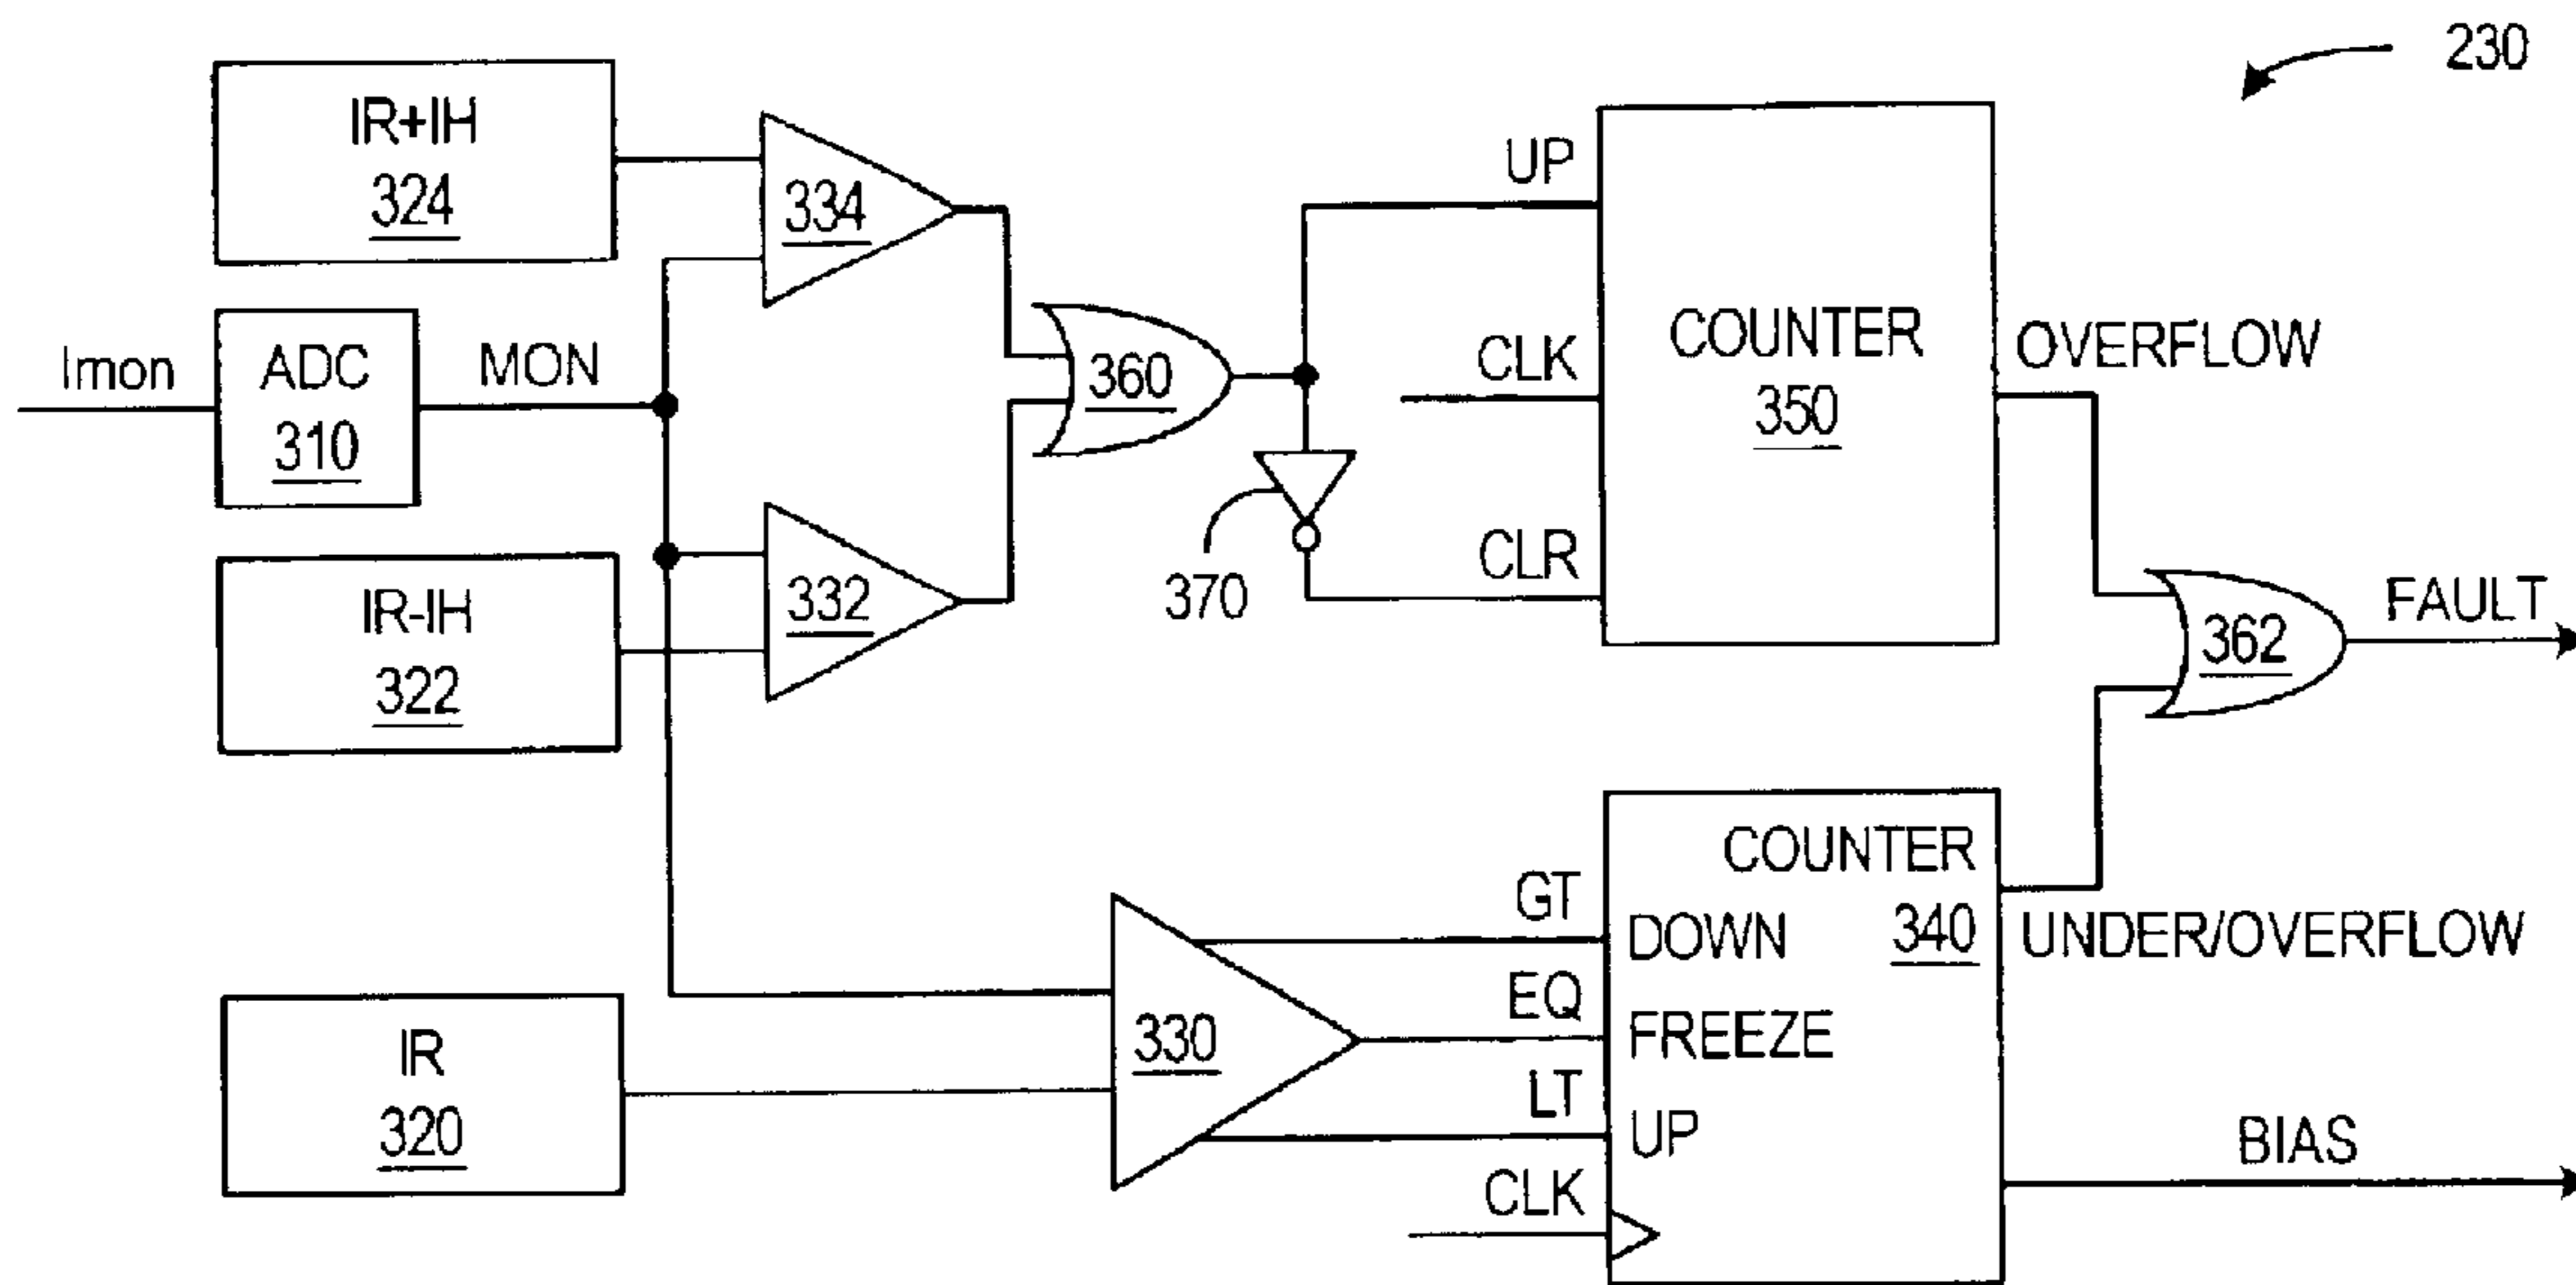 230
IR+IH
324
334
UP
Imon
ADC
310
MON
360
CLK
COUNTER
350
OVERFLOW
IR-IH
322
332
370
CLR
362
FAULT
COUNTER
340
UNDER/OVERFLOW
GT
DOWN
EQ
FREEZE
330
IR
320
LT
UP
CLK
BIAS